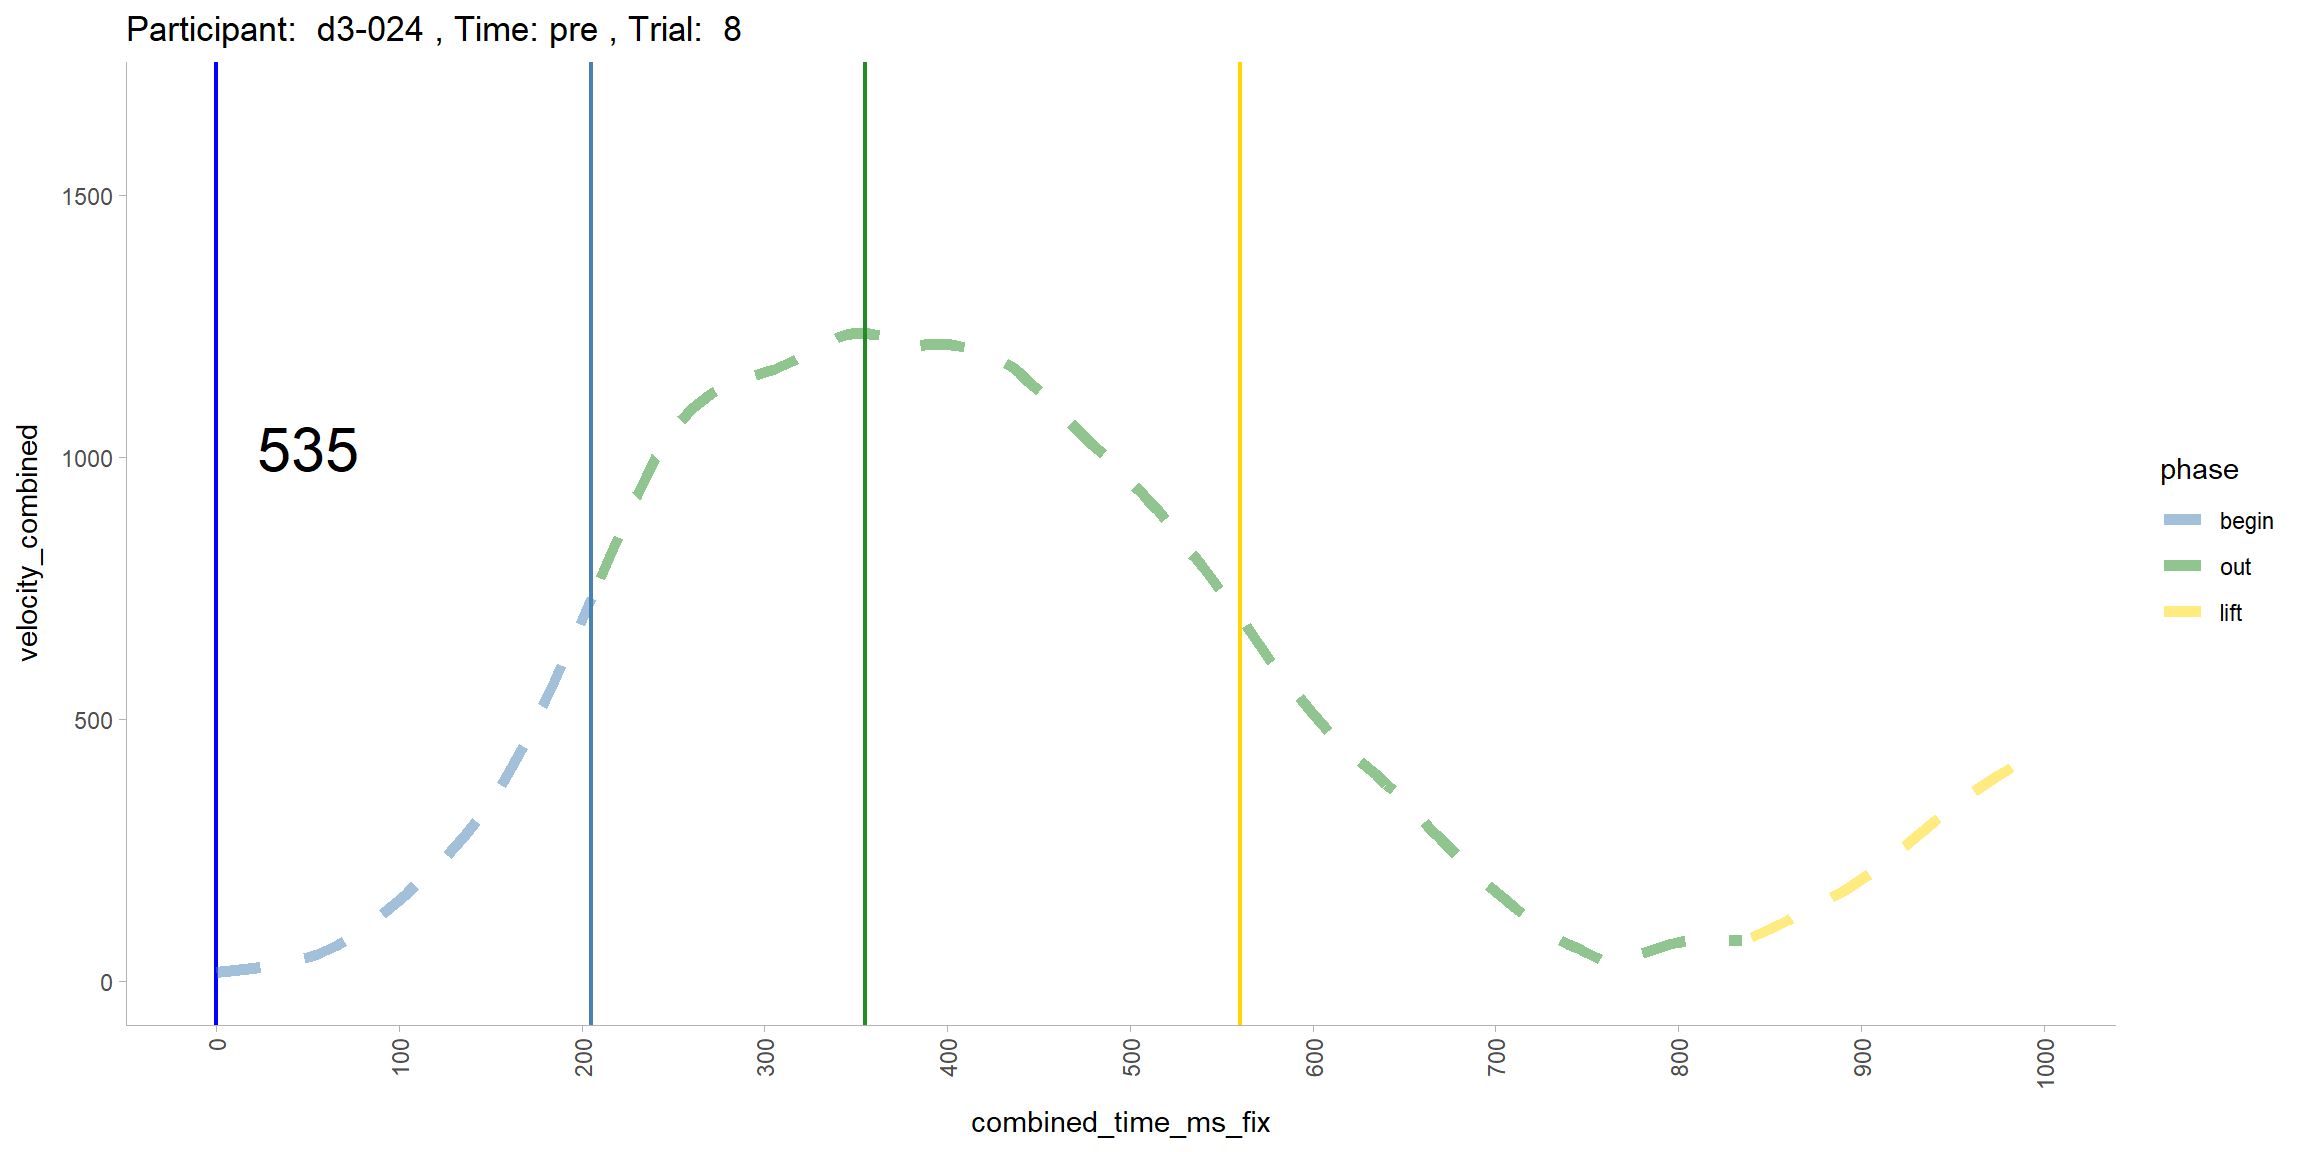 Participant:  d3-024 , Time: pre , Trial:  8
velocity_combined
1500
1000
500
0
535
0
100
200
300
400
500
600
700
800
900
1000
combined_time_ms_fix
phase
begin
out
lift